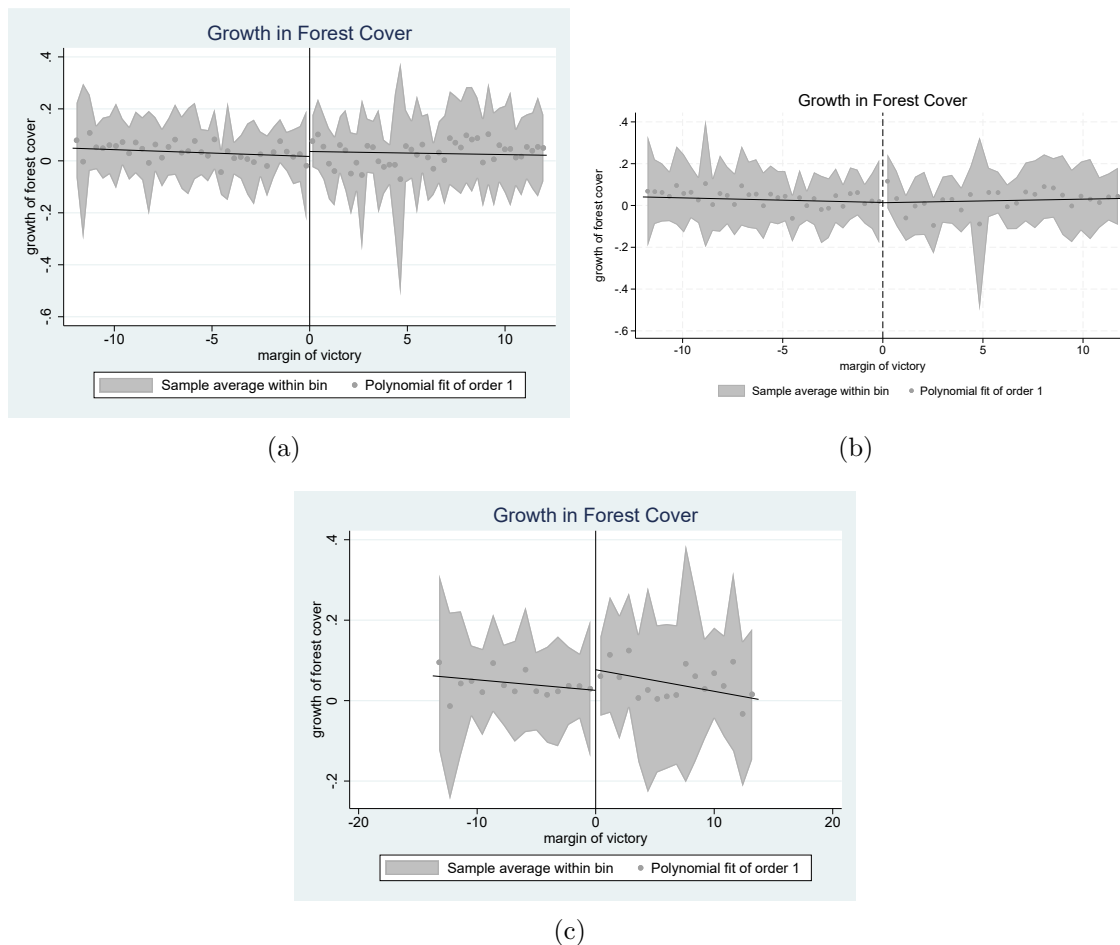 Growth in Forest Cover
growth of forest cover
.4
.2
0
-.2
-.4
-.6
-10
-5
0
5
10
margin of victory
Sample average within bin
Polynomial fit of order 1
(a)
Growth in Forest Cover
growth of forest cover
.4
.2
0
-.2
-.4
-.6
-10
-5
0
5
10
margin of victory
Sample average within bin
Polynomial fit of order 1
(b)
Growth in Forest Cover
growth of forest cover
.4
.2
0
-.2
-20
-10
0
10
20
margin of victory
Sample average within bin
Polynomial fit of order 1
(c)